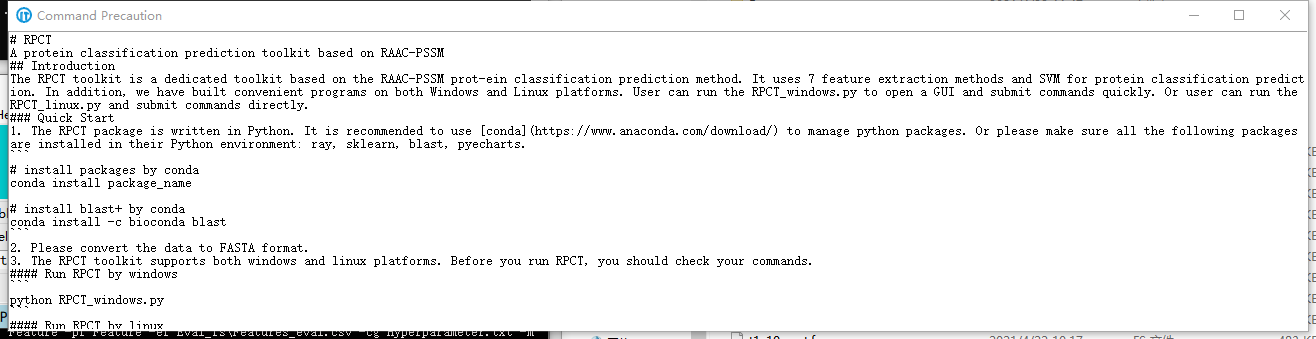 Command Precaution
# RPCT
A protein classification prediction toolkit based on RAAC-PSSM
## Introduction
The RPCT toolkit is a dedicated toolkit based on the RAAC-PSSM prot-ein classification prediction method. It uses 7 feature extraction methods and SVM for protein classification predict
ion. In addition, we have built convenient programs on both Windows and Linux platforms. User can run the RPCT_windows.py to open a GUI and submit commands quickly. Or user can run the
RPCT_linux.py and submit commands directly.
### Quick Start
1. The RPCT package is written in Python. It is recommended to use [conda](https://www.anaconda.com/download/) to manage python packages. Or please make sure all the following packages
are installed in their Python environment: ray, sklearn, blast, pyecharts.
```
# install packages by conda
conda install package_name
# install blast+ by conda
conda install -c bioconda blast
```
2. Please convert the data to FASTA format.
3. The RPCT toolkit supports both windows and linux platforms. Before you run RPCT, you should check your commands.
#### Run RPCT by windows
```
python RPCT_windows.py
```
#### Run RPCT by linux